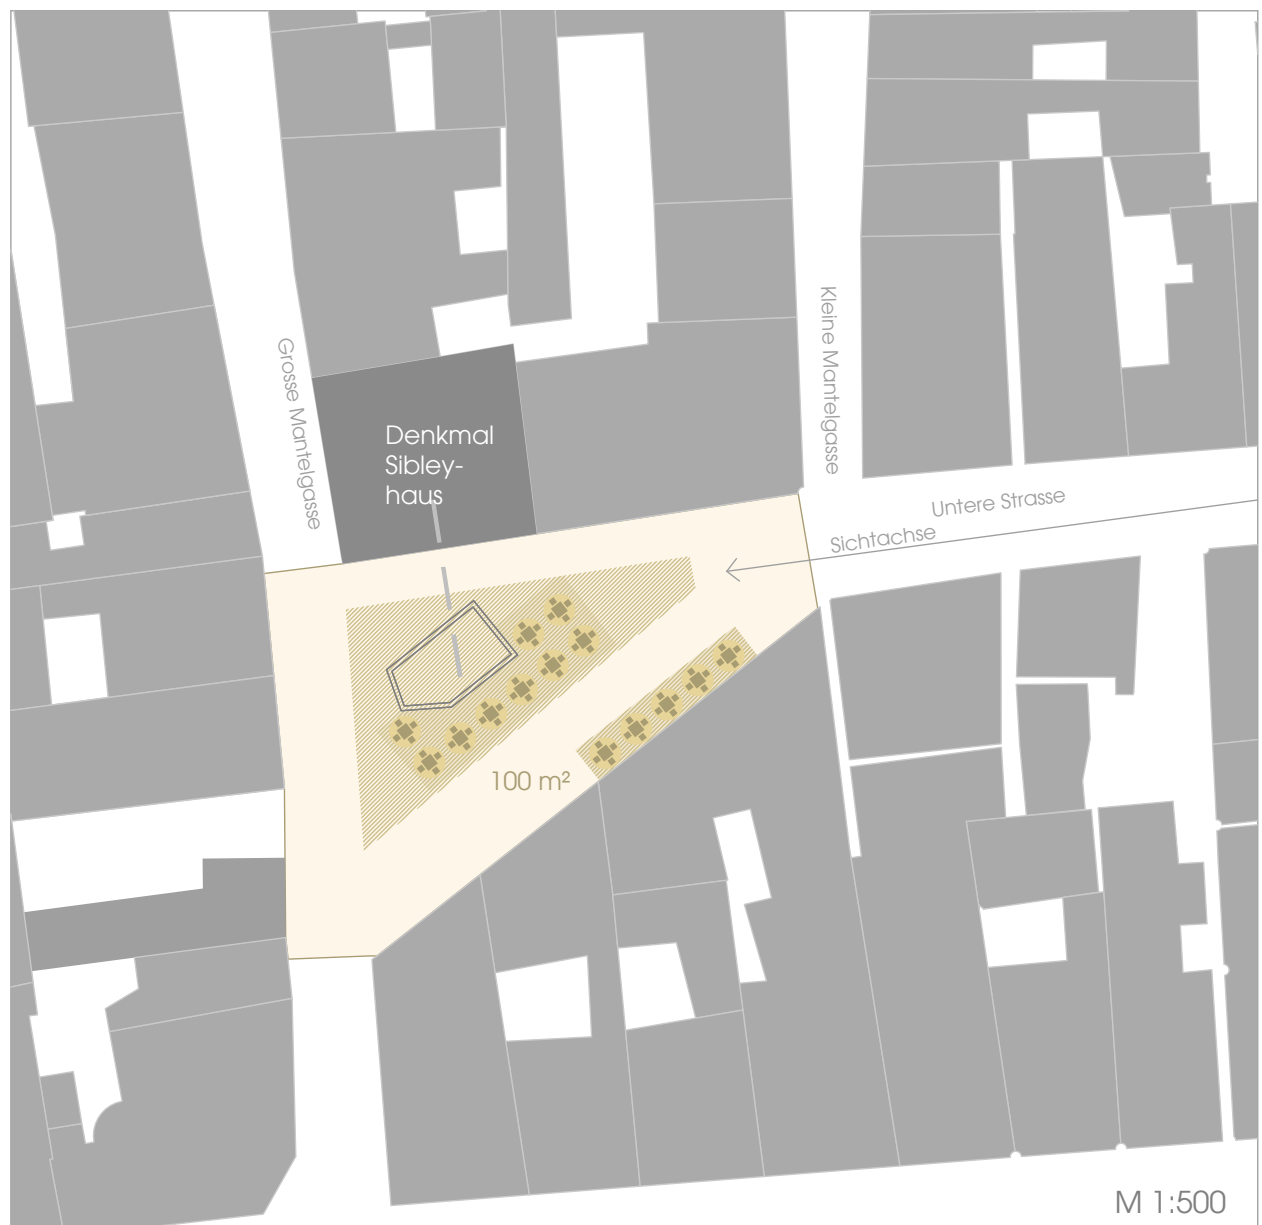 Grosse Mantelgasse
Kleine Mantelgasse
Denkmal
Sibley-
haus
Untere Strasse
Sichtachse
100 m²
M 1:500